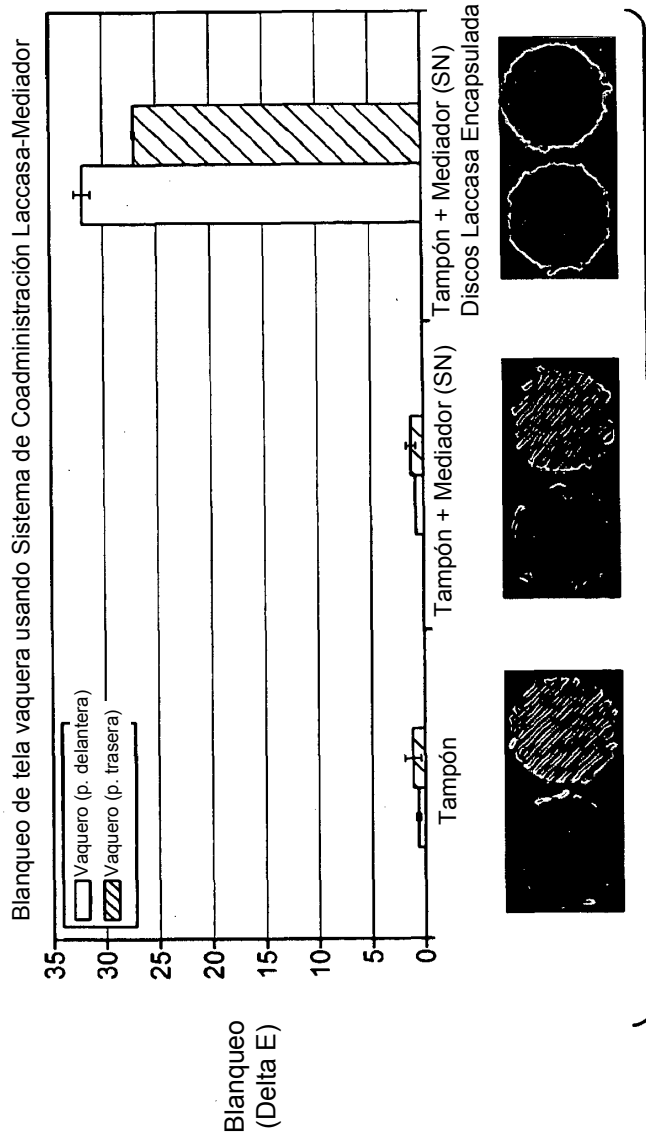 Blanqueo de tela vaquera usando Sistema de Coadministración Laccasa-Mediador
Vaquero (p. delantera)
Vaquero (p. trasera)
Blanqueo
(Delta E)
35
30
25
20
15
10
5
0
Tampón
Tampón + Mediador (SN)
Tampón + Mediador (SN)
Discos Laccasa Encapsulada